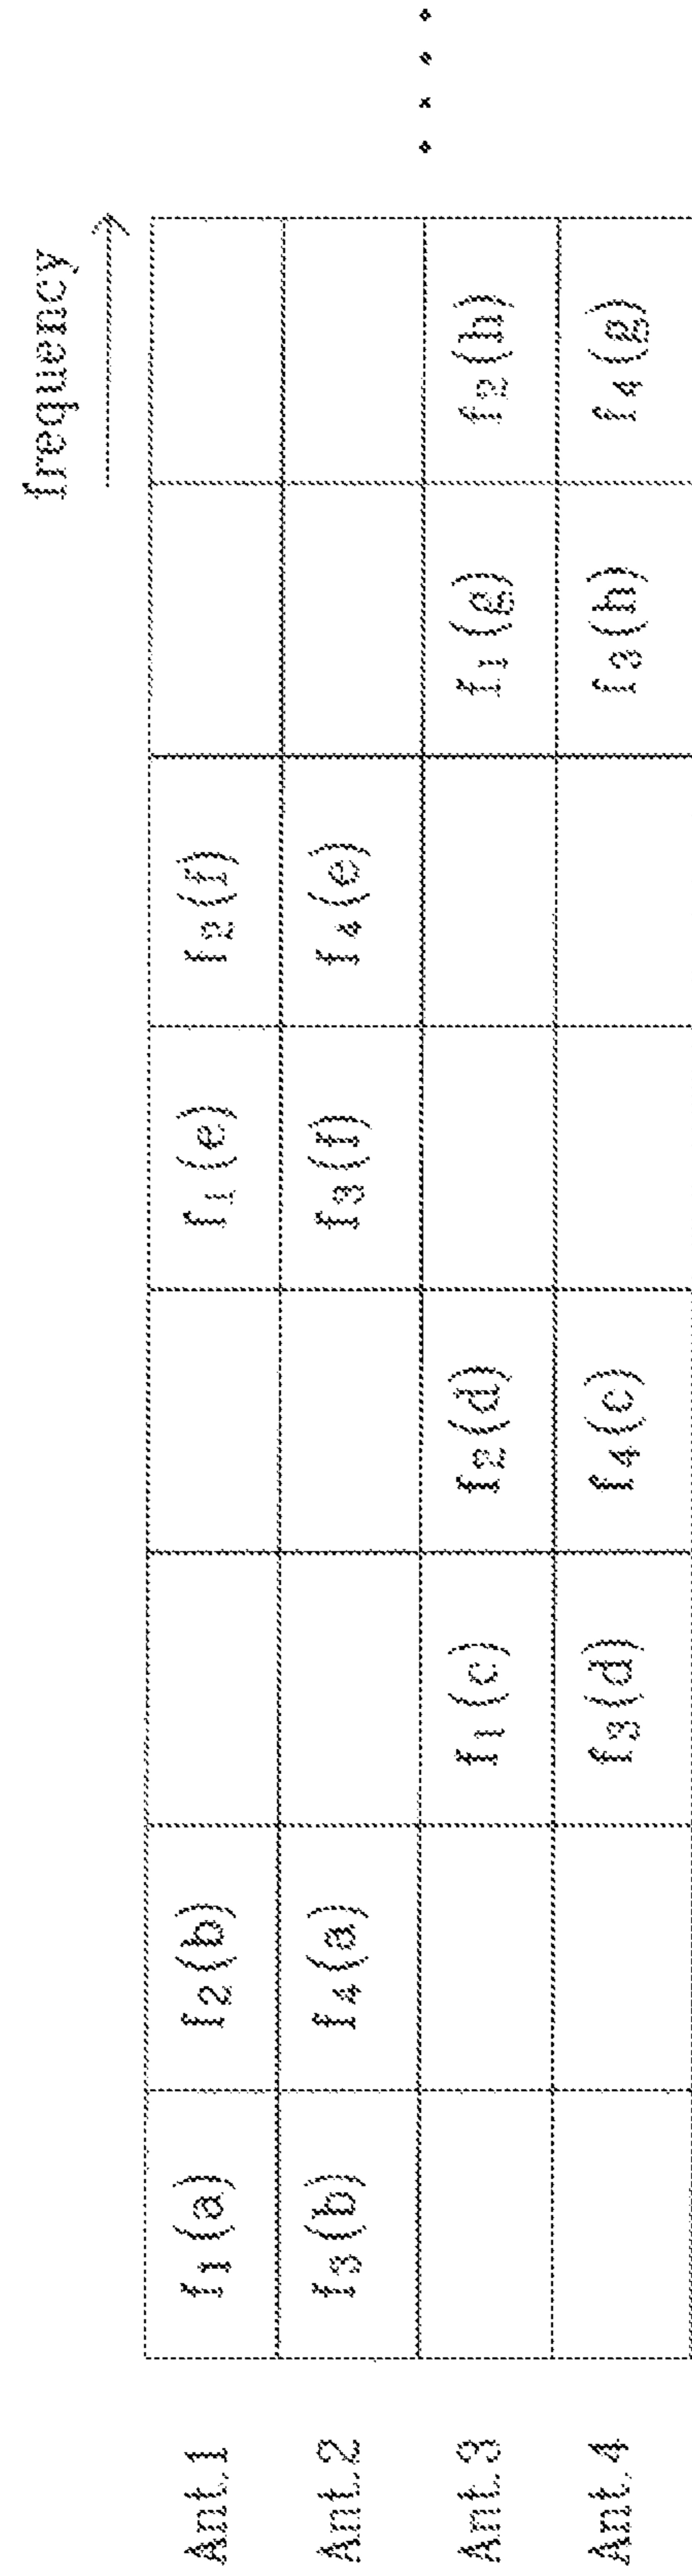 frequency
Ant.1 f₁(a) f₂(b) f₁(e) f₂(f)
Ant.2 f₃(b) f₄(a) f₃(f) f₄(e)
Ant.3 f₁(c) f₂(d) f₁(g) f₂(h)
Ant.4 f₃(d) f₄(c) f₃(h) f₄(g)